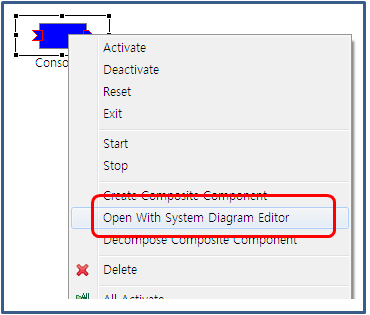 Conso
Activate
Deactivate
Reset
Exit
Start
Stop
Create Composite Component
Open With System Diagram Editor
Decompose Composite Component
Delete
All Activate